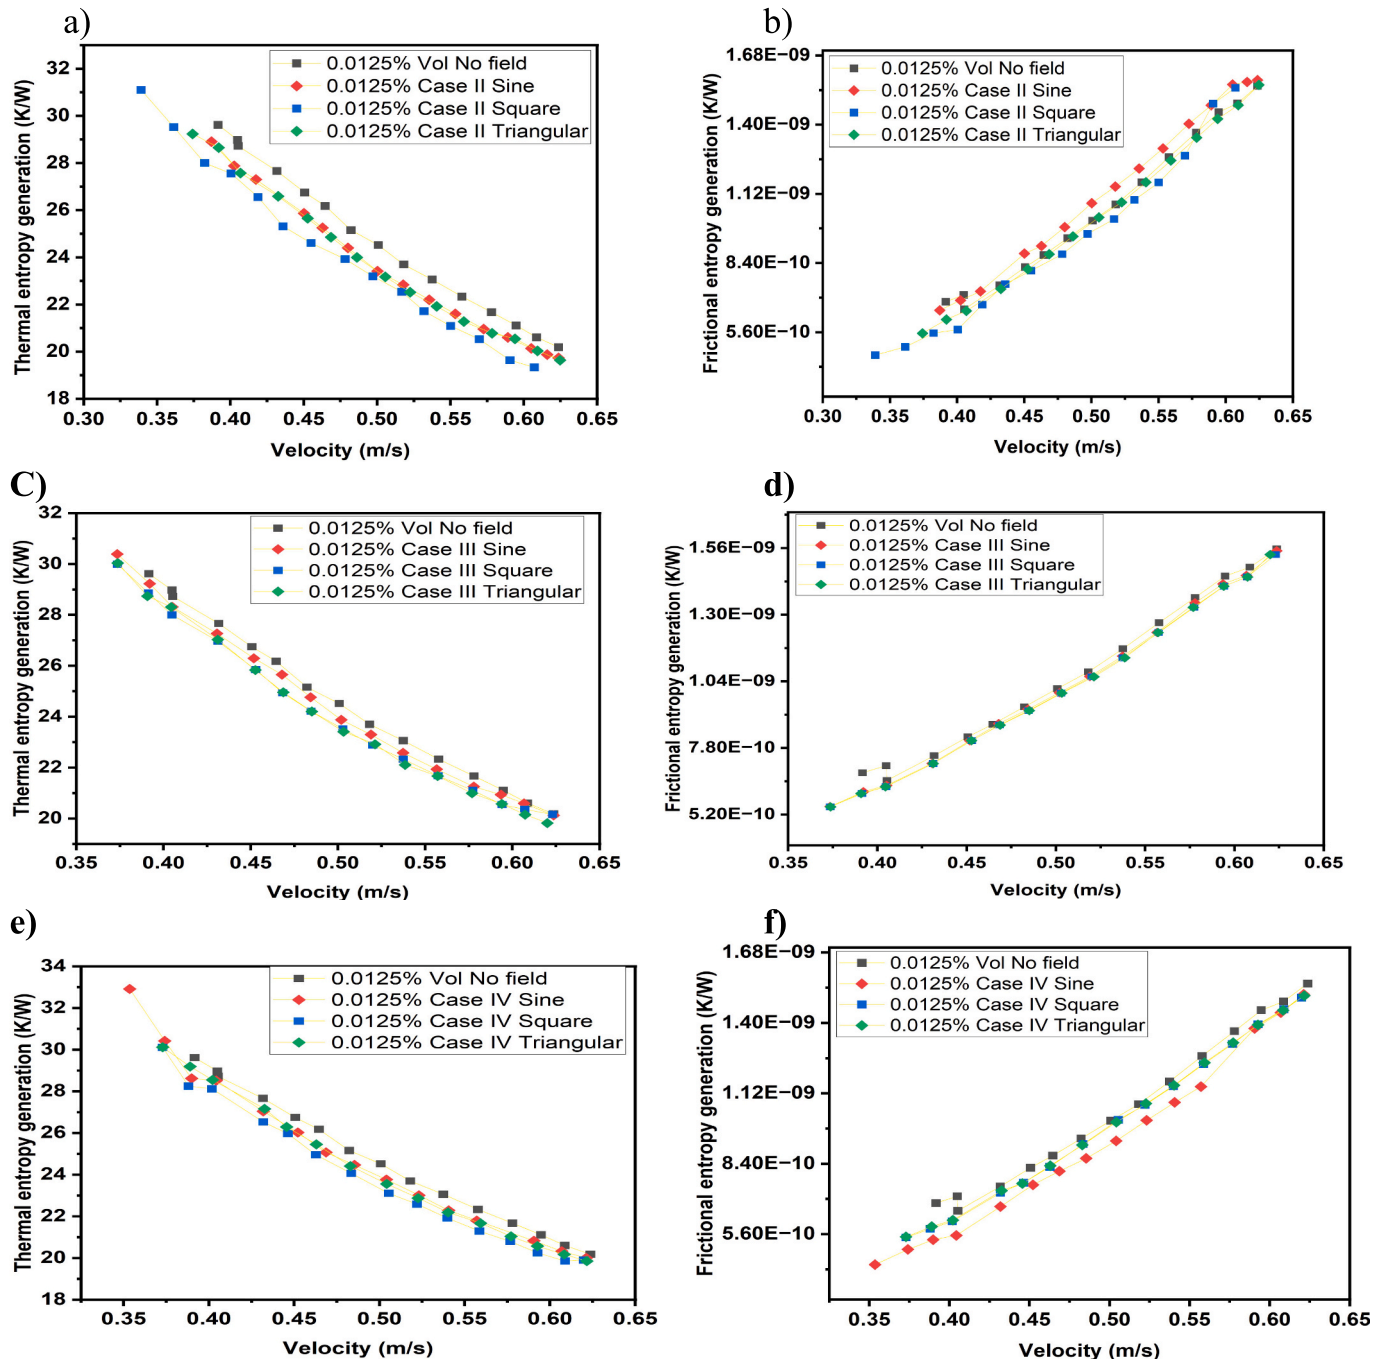 a)
Thermal entropy generation (K/W)
32
30
28
26
24
22
20
18
0.0125% Vol No field
0.0125% Case II Sine
0.0125% Case II Square
0.0125% Case II Triangular
0.30 0.35 0.40 0.45 0.50 0.55 0.60 0.65
Velocity (m/s)
b)
Frictional entropy generation (K/W)
1.68E−09
1.40E−09
1.12E−09
8.40E−10
5.60E−10
0.0125% Vol No field
0.0125% Case II Sine
0.0125% Case II Square
0.0125% Case II Triangular
0.30 0.35 0.40 0.45 0.50 0.55 0.60 0.65
Velocity (m/s)
C)
Thermal entropy generation (K/W)
32
30
28
26
24
22
20
0.0125% Vol No field
0.0125% Case III Sine
0.0125% Case III Square
0.0125% Case III Triangular
0.35 0.40 0.45 0.50 0.55 0.60 0.65
Velocity (m/s)
d)
Frictional entropy generation (K/W)
1.56E−09
1.30E−09
1.04E−09
7.80E−10
5.20E−10
0.0125% Vol No field
0.0125% Case III Sine
0.0125% Case III Square
0.0125% Case III Triangular
0.35 0.40 0.45 0.50 0.55 0.60 0.65
Velocity (m/s)
e)
Thermal entropy generation (K/W)
34
32
30
28
26
24
22
20
18
0.0125% Vol No field
0.0125% Case IV Sine
0.0125% Case IV Square
0.0125% Case IV Triangular
0.35 0.40 0.45 0.50 0.55 0.60 0.65
Velocity (m/s)
f)
Frictional entropy generation (K/W)
1.68E−09
1.40E−09
1.12E−09
8.40E−10
5.60E−10
0.0125% Vol No field
0.0125% Case IV Sine
0.0125% Case IV Square
0.0125% Case IV Triangular
0.35 0.40 0.45 0.50 0.55 0.60 0.65
Velocity (m/s)